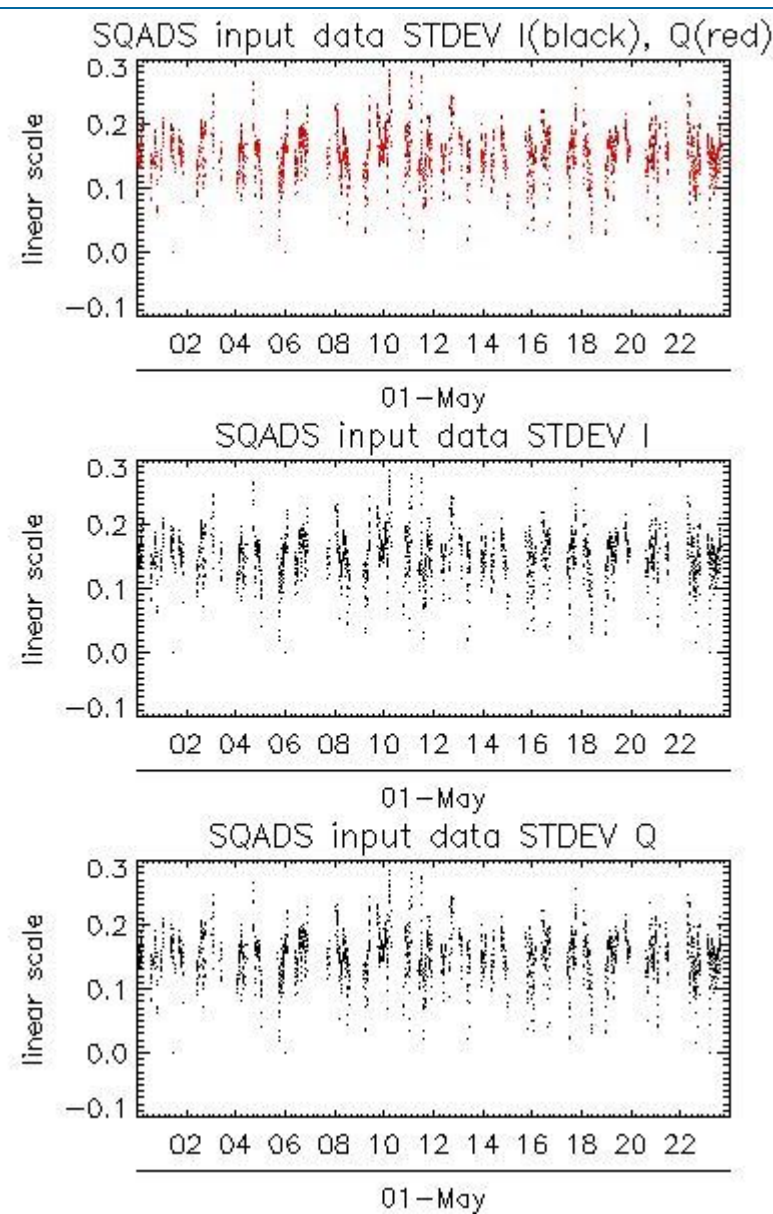 SQADS input data STDEV I(black), Q(red)
0.3
0.2
0.1
0.0
-0.1
linear scale
02 04 06 08 10 12 14 16 18 20 22
01-May
SQADS input data STDEV I
0.3
0.2
0.1
0.0
-0.1
linear scale
02 04 06 08 10 12 14 16 18 20 22
01-May
SQADS input data STDEV Q
0.3
0.2
0.1
0.0
-0.1
linear scale
02 04 06 08 10 12 14 16 18 20 22
01-May